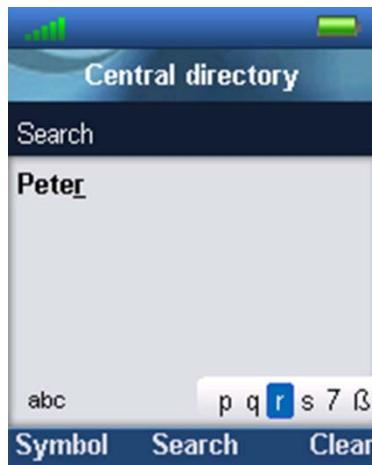 Central directory
Search
Peter
abc p q r s 7 ß
Symbol Search Clear